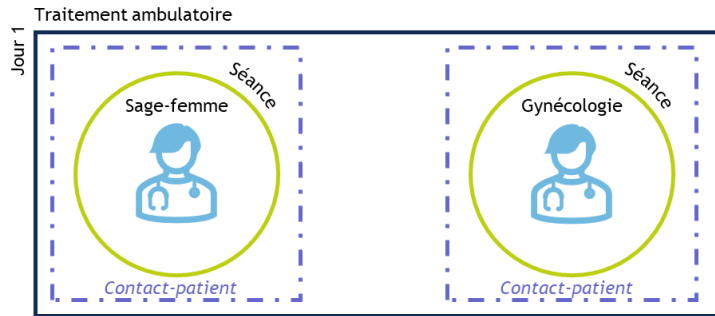 Traitement ambulatoire
Jour 1
Séance
Sage-femme
Contact-patient
Séance
Gynécologie
Contact-patient